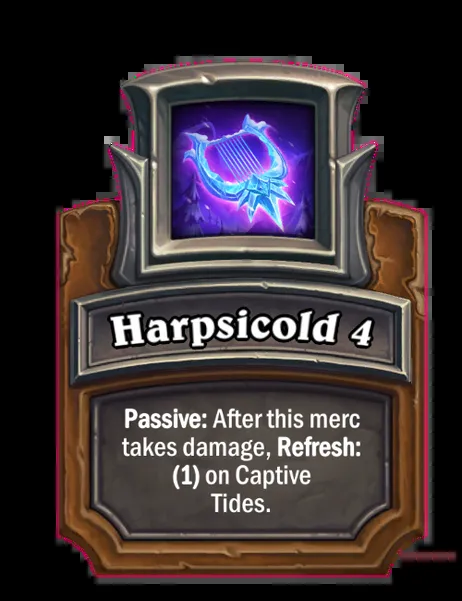 Harpsicold 4
Passive: After this merc
takes damage, Refresh:
(1) on Captive
Tides.